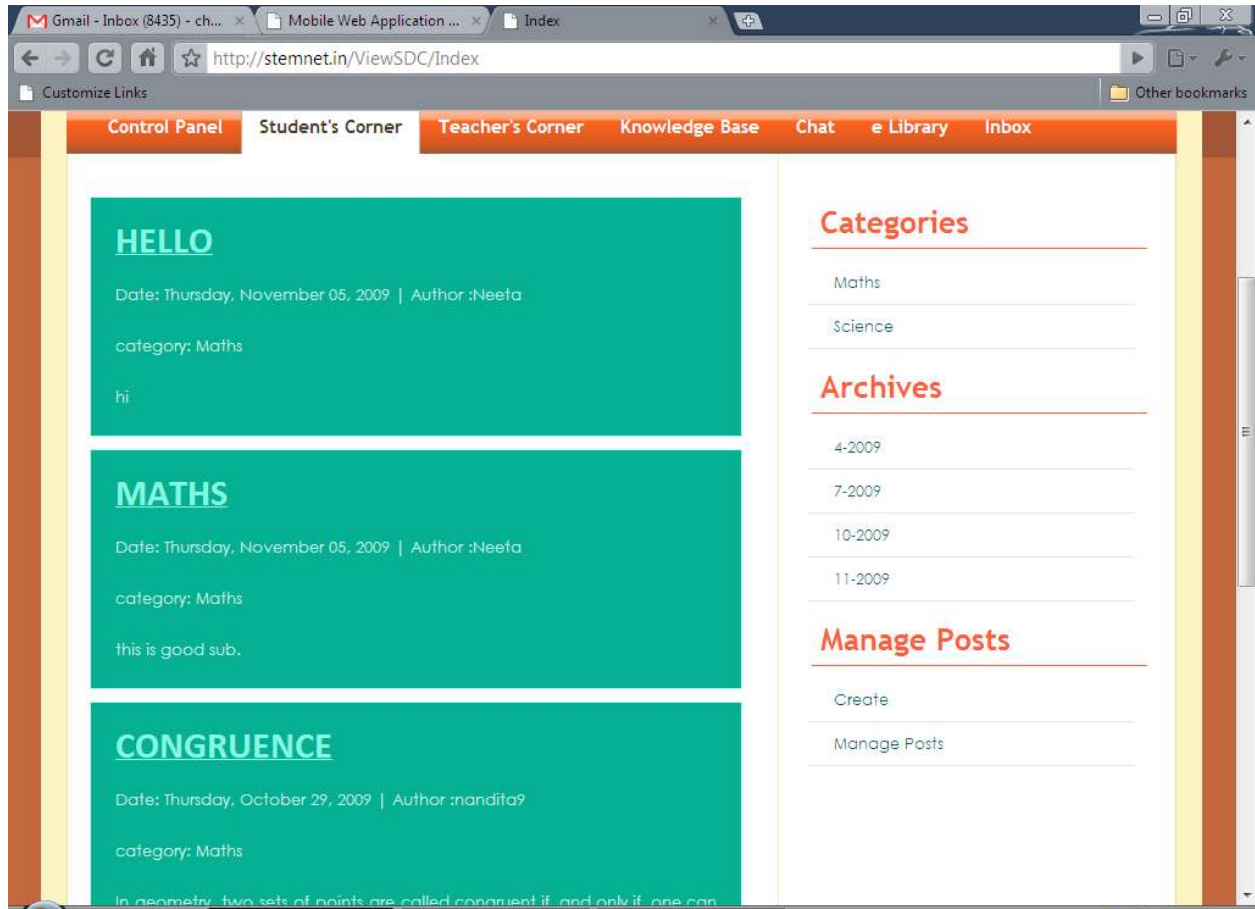 Gmail - Inbox (8435) - ch...
Mobile Web Application ...
Index
http://stemnet.in/ViewSDC/Index
Customize Links
Other bookmarks
Control Panel Student's Corner Teacher's Corner Knowledge Base Chat e Library Inbox
HELLO
Date: Thursday, November 05, 2009 | Author :Neeta
category: Maths
hi
MATHS
Date: Thursday, November 05, 2009 | Author :Neeta
category: Maths
this is good sub.
CONGRUENCE
Date: Thursday, October 29, 2009 | Author :nandita9
category: Maths
In geometry, two sets of points are called congruent if, and only if, one can
Categories
Maths
Science
Archives
4-2009
7-2009
10-2009
11-2009
Manage Posts
Create
Manage Posts